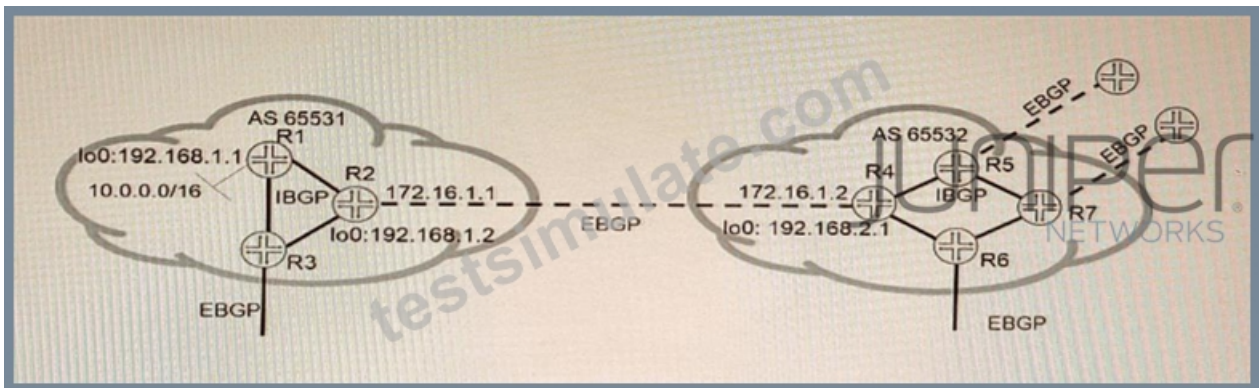 AS 65531
R1
lo0:192.168.1.1
10.0.0.0/16
IBGP
R2
172.16.1.1
lo0:192.168.1.2
R3
EBGP
EBGP
AS 65532
R4
172.16.1.2
lo0: 192.168.2.1
R5
IBGP
R7
R6
EBGP
EBGP
EBGP
JUNIPER
NETWORKS
testsimulate.com